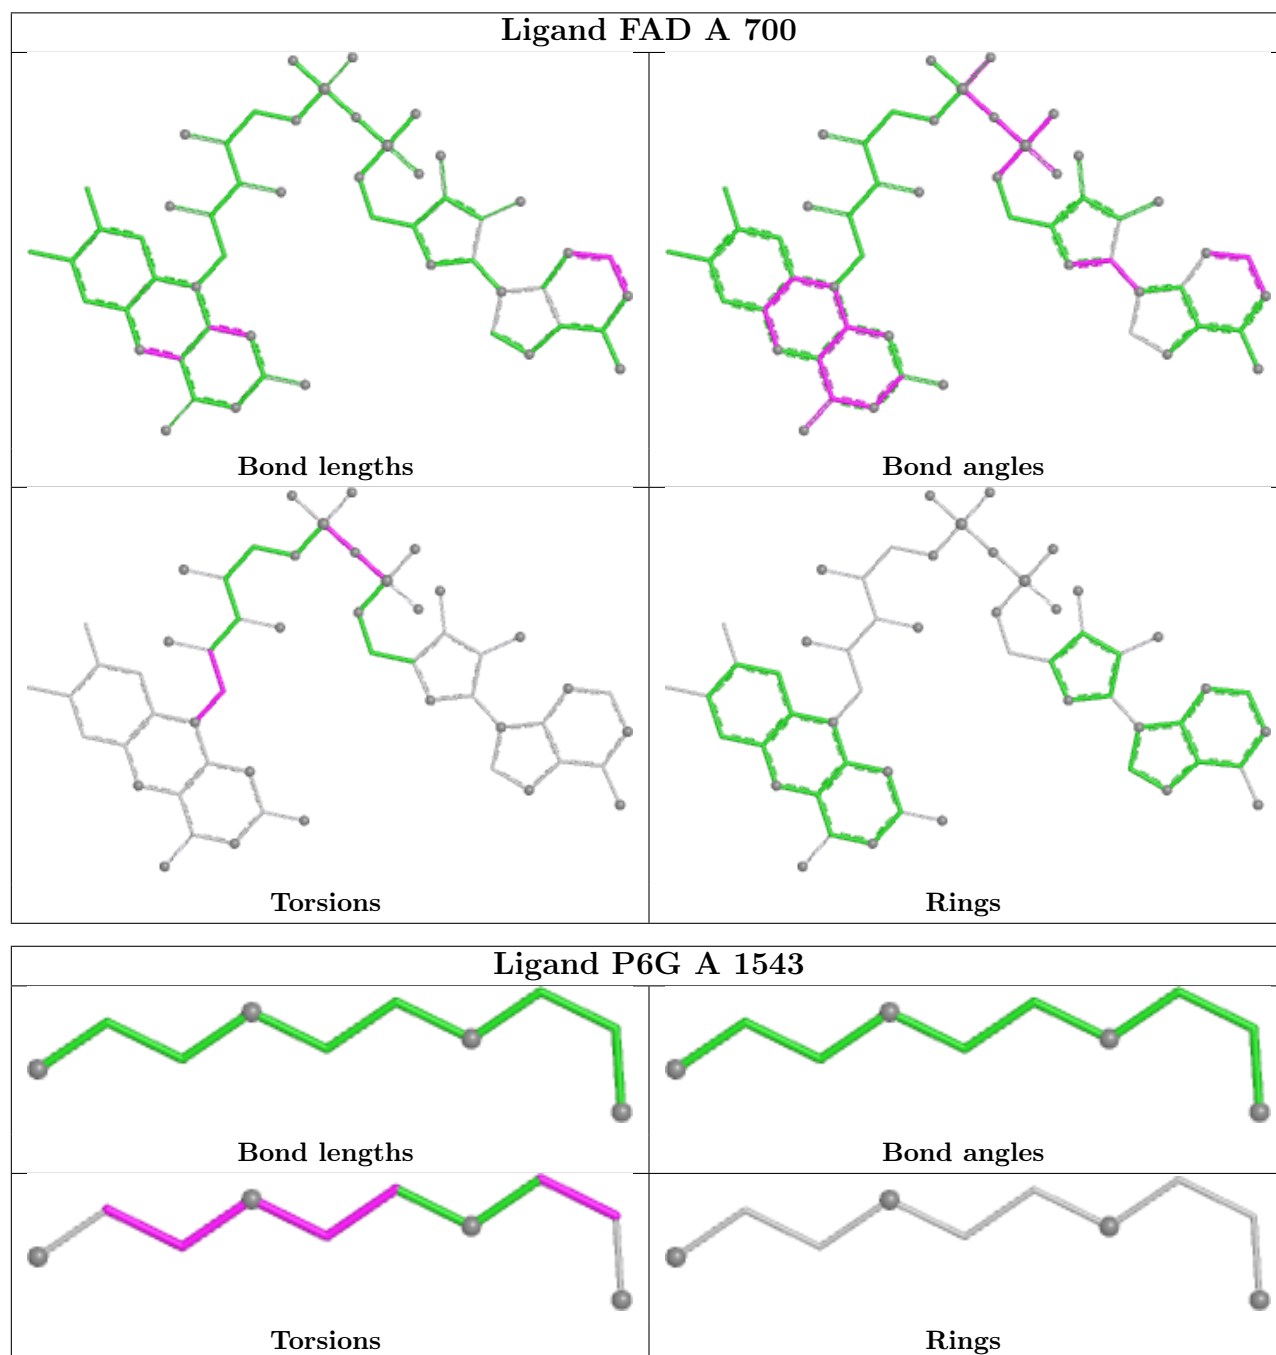 Ligand FAD A 700
Bond lengths
Bond angles
Torsions
Rings
Ligand P6G A 1543
Bond lengths
Bond angles
Torsions
Rings